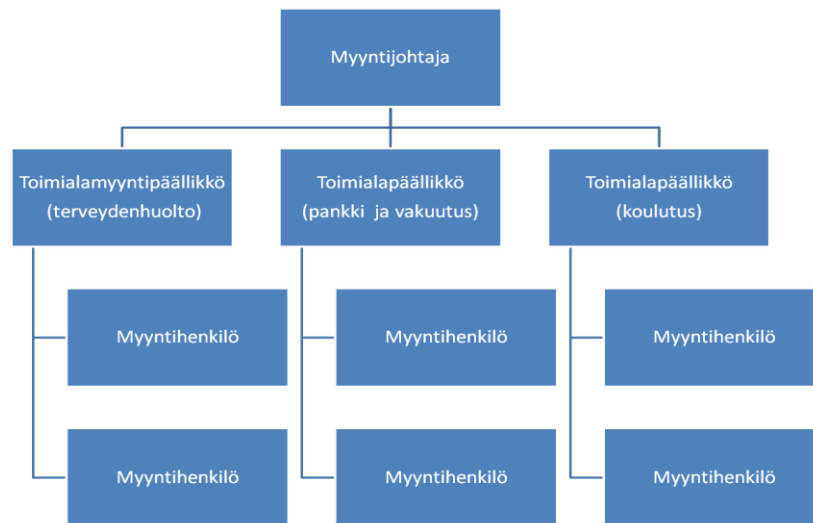 Myyntijohtaja
Toimialamyyntipäällikkö
(terveydenhuolto)
Toimialapäällikkö
(pankki ja vakuutus)
Toimialapäällikkö
(koulutus)
Myyntihenkilö
Myyntihenkilö
Myyntihenkilö
Myyntihenkilö
Myyntihenkilö
Myyntihenkilö